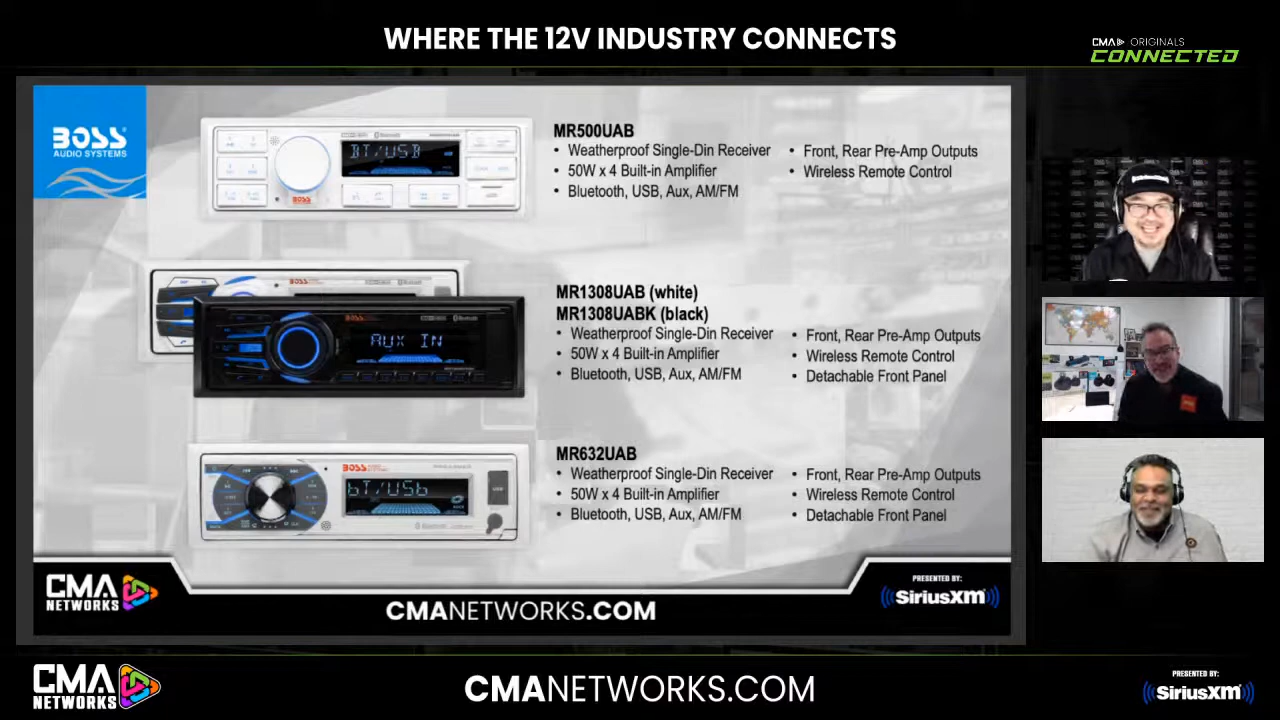 WHERE THE 12V INDUSTRY CONNECTS
CMA ORIGINALS
CONNECTED
BOSS
AUDIO SYSTEMS
BT/USB
BOSS
MR500UAB
• Weatherproof Single-Din Receiver
• 50W x 4 Built-in Amplifier
• Bluetooth, USB, Aux, AM/FM
• Front, Rear Pre-Amp Outputs
• Wireless Remote Control
BOSS
BOSS
AUX IN
MR1308UAB (white)
MR1308UABK (black)
• Weatherproof Single-Din Receiver
• 50W x 4 Built-in Amplifier
• Bluetooth, USB, Aux, AM/FM
• Front, Rear Pre-Amp Outputs
• Wireless Remote Control
• Detachable Front Panel
BOSS
bT/USb
USB
MR632UAB
• Weatherproof Single-Din Receiver
• 50W x 4 Built-in Amplifier
• Bluetooth, USB, Aux, AM/FM
• Front, Rear Pre-Amp Outputs
• Wireless Remote Control
• Detachable Front Panel
CMA
NETWORKS
CMANETWORKS.COM
PRESENTED BY:
SiriusXM
CMA
NETWORKS
CMANETWORKS.COM
PRESENTED BY:
SiriusXM